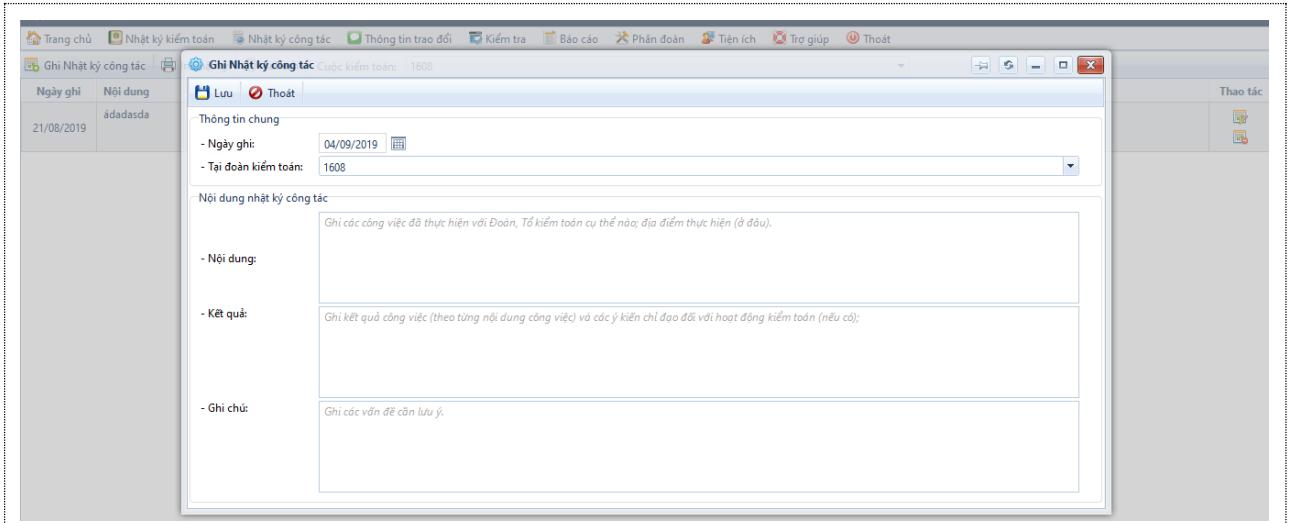 Trang chủ Nhật ký kiểm toán Nhật ký công tác Thông tin trao đổi Kiểm tra Báo cáo Phân đoàn Tiện ích Trợ giúp Thoát
Ghi Nhật ký công tác
Ghi Nhật ký công tác Cuộc kiểm toán: 1608
Ngày ghi Nội dung Thao tác
21/08/2019 ádadasda
Lưu Thoát
Thông tin chung
- Ngày ghi: 04/09/2019
- Tại đoàn kiểm toán: 1608
Nội dung nhật ký công tác
Ghi các công việc đã thực hiện với Đoàn, Tổ kiểm toán cụ thể nào; địa điểm thực hiện (ở đâu).
- Nội dung:
- Kết quả: Ghi kết quả công việc (theo từng nội dung công việc) và các ý kiến chỉ đạo đối với hoạt động kiểm toán (nếu có);
- Ghi chú: Ghi các vấn đề cần lưu ý.